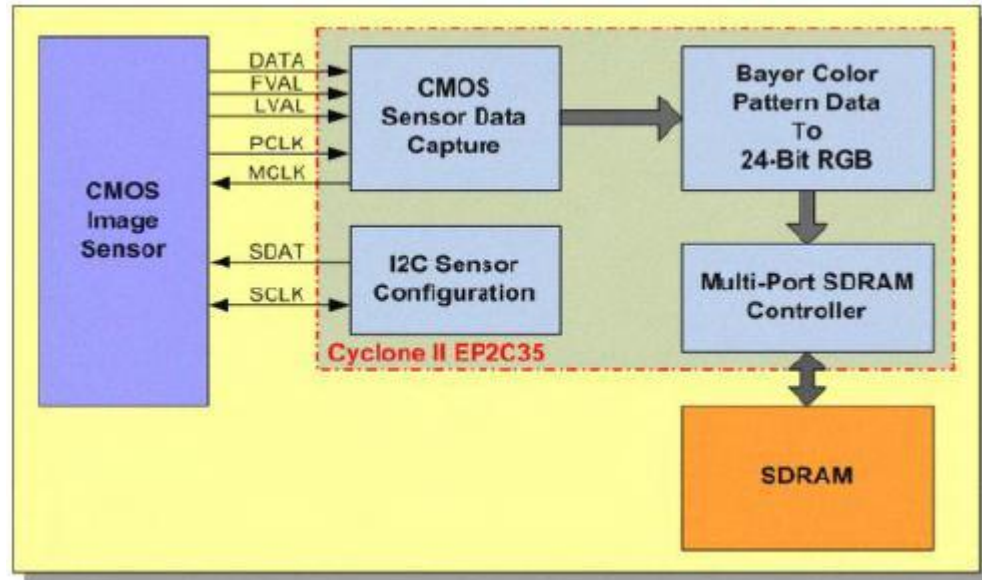 CMOS
Image
Sensor
DATA
FVAL
LVAL
PCLK
MCLK
SDAT
SCLK
CMOS
Sensor Data
Capture
I2C Sensor
Configuration
Cyclone II EP2C35
Bayer Color
Pattern Data
To
24-Bit RGB
Multi-Port SDRAM
Controller
SDRAM